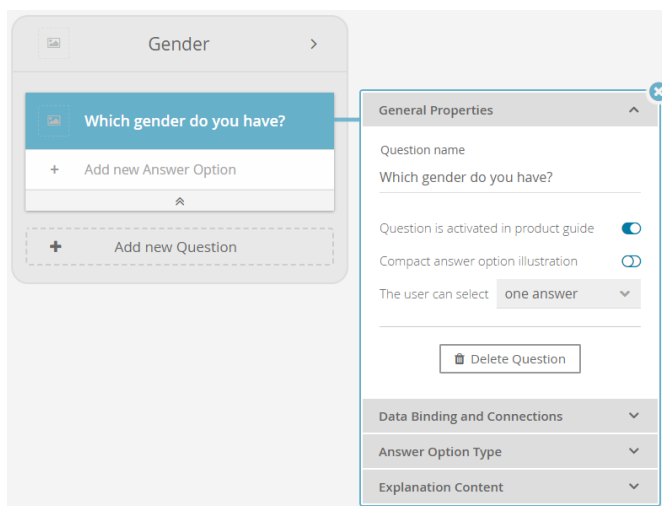 Gender
Which gender do you have?
+ Add new Answer Option
+ Add new Question
General Properties
Question name
Which gender do you have?
Question is activated in product guide
Compact answer option illustration
The user can select one answer
Delete Question
Data Binding and Connections
Answer Option Type
Explanation Content